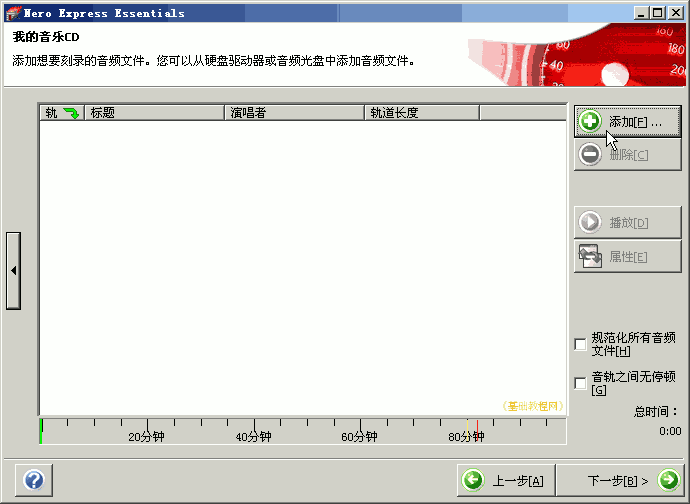 Nero Express Essentials
我的音乐CD
添加想要刻录的音频文件。您可以从硬盘驱动器或音频光盘中添加音频文件。
60
40
20
160
180
200
轨 标题 演唱者 轨道长度
添加[F] ...
删除[C]
播放[D]
属性[E]
规范化所有音频
文件[H]
音轨之间无停顿
[G]
《基础教程网》
总时间：
0:00
20分钟 40分钟 60分钟 80分钟
上一步[A] 下一步[B] >